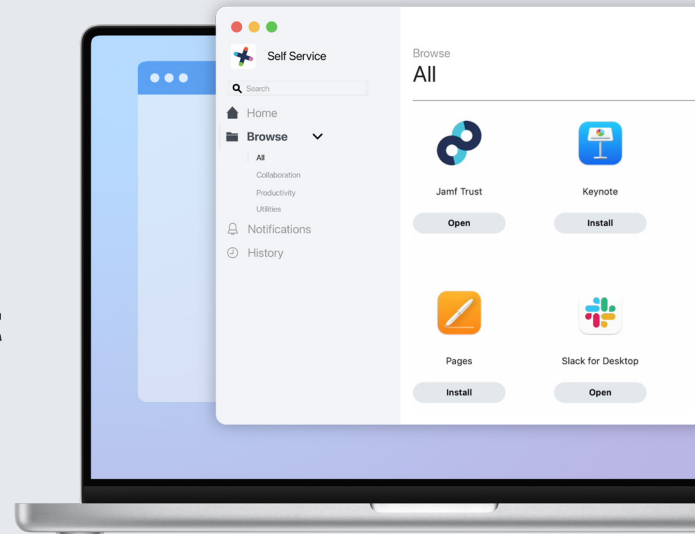 Self Service
Search
Home
Browse
All
Collaboration
Productivity
Utilities
Notifications
History
Browse
All
Jamf Trust
Keynote
Open
Install
Pages
Slack for Desktop
Install
Open